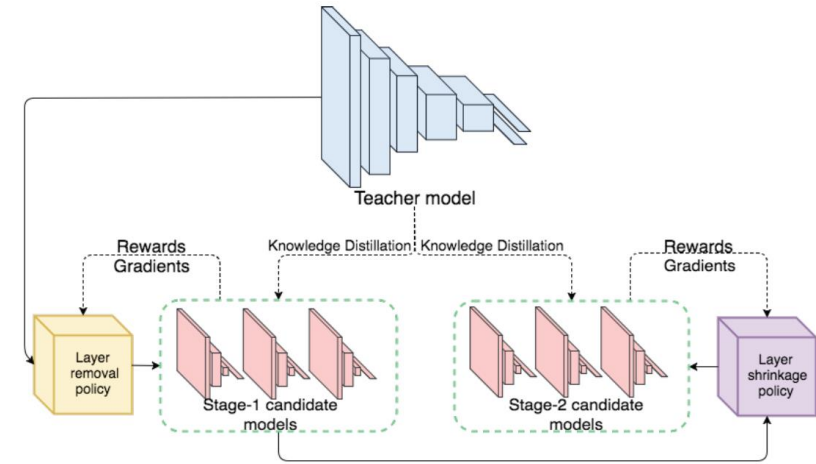 Teacher model
Rewards
Gradients
Knowledge Distillation
Knowledge Distillation
Rewards
Gradients
Layer
removal
policy
Stage-1 candidate
models
Stage-2 candidate
models
Layer
shrinkage
policy